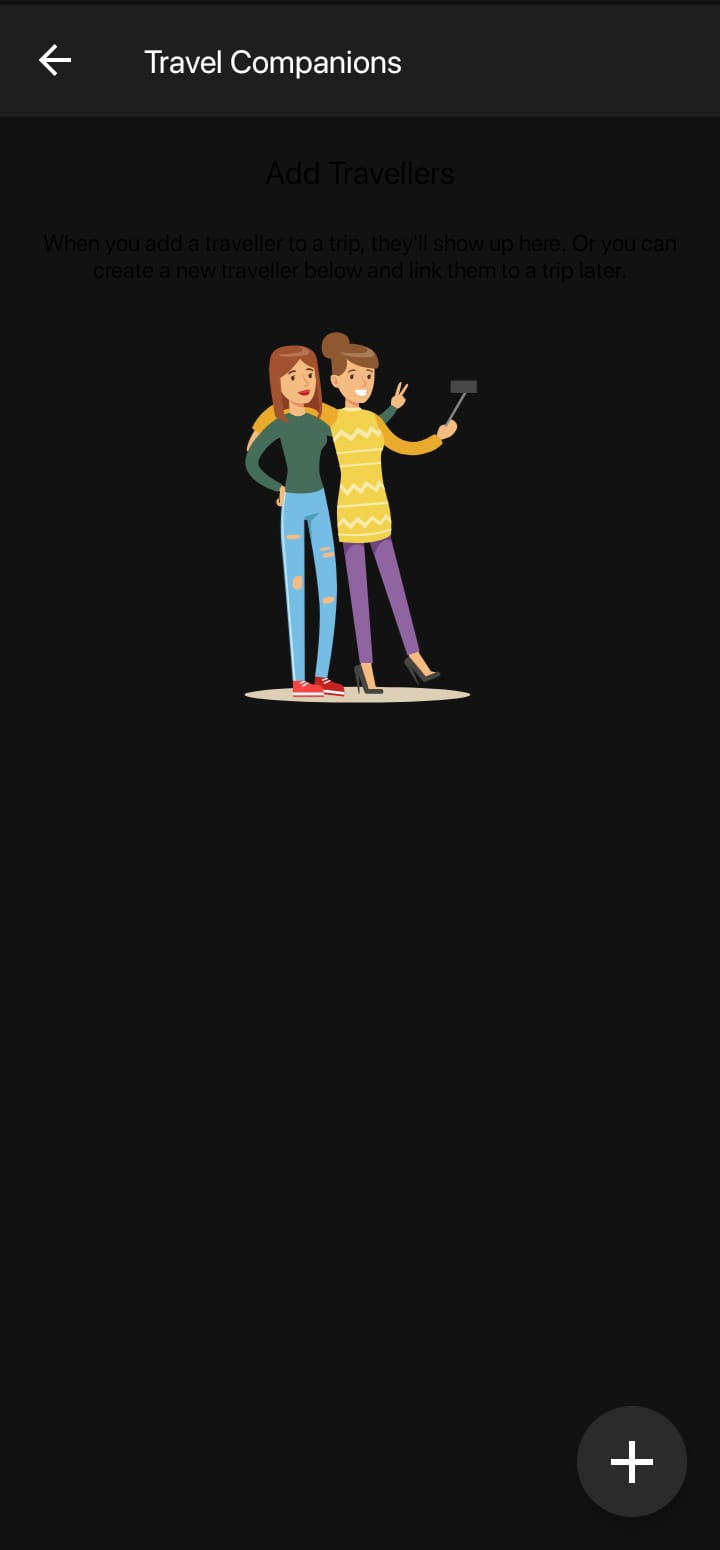 Travel Companions
Add Travellers
When you add a traveller to a trip, they'll show up here. Or you can
create a new traveller below and link them to a trip later.